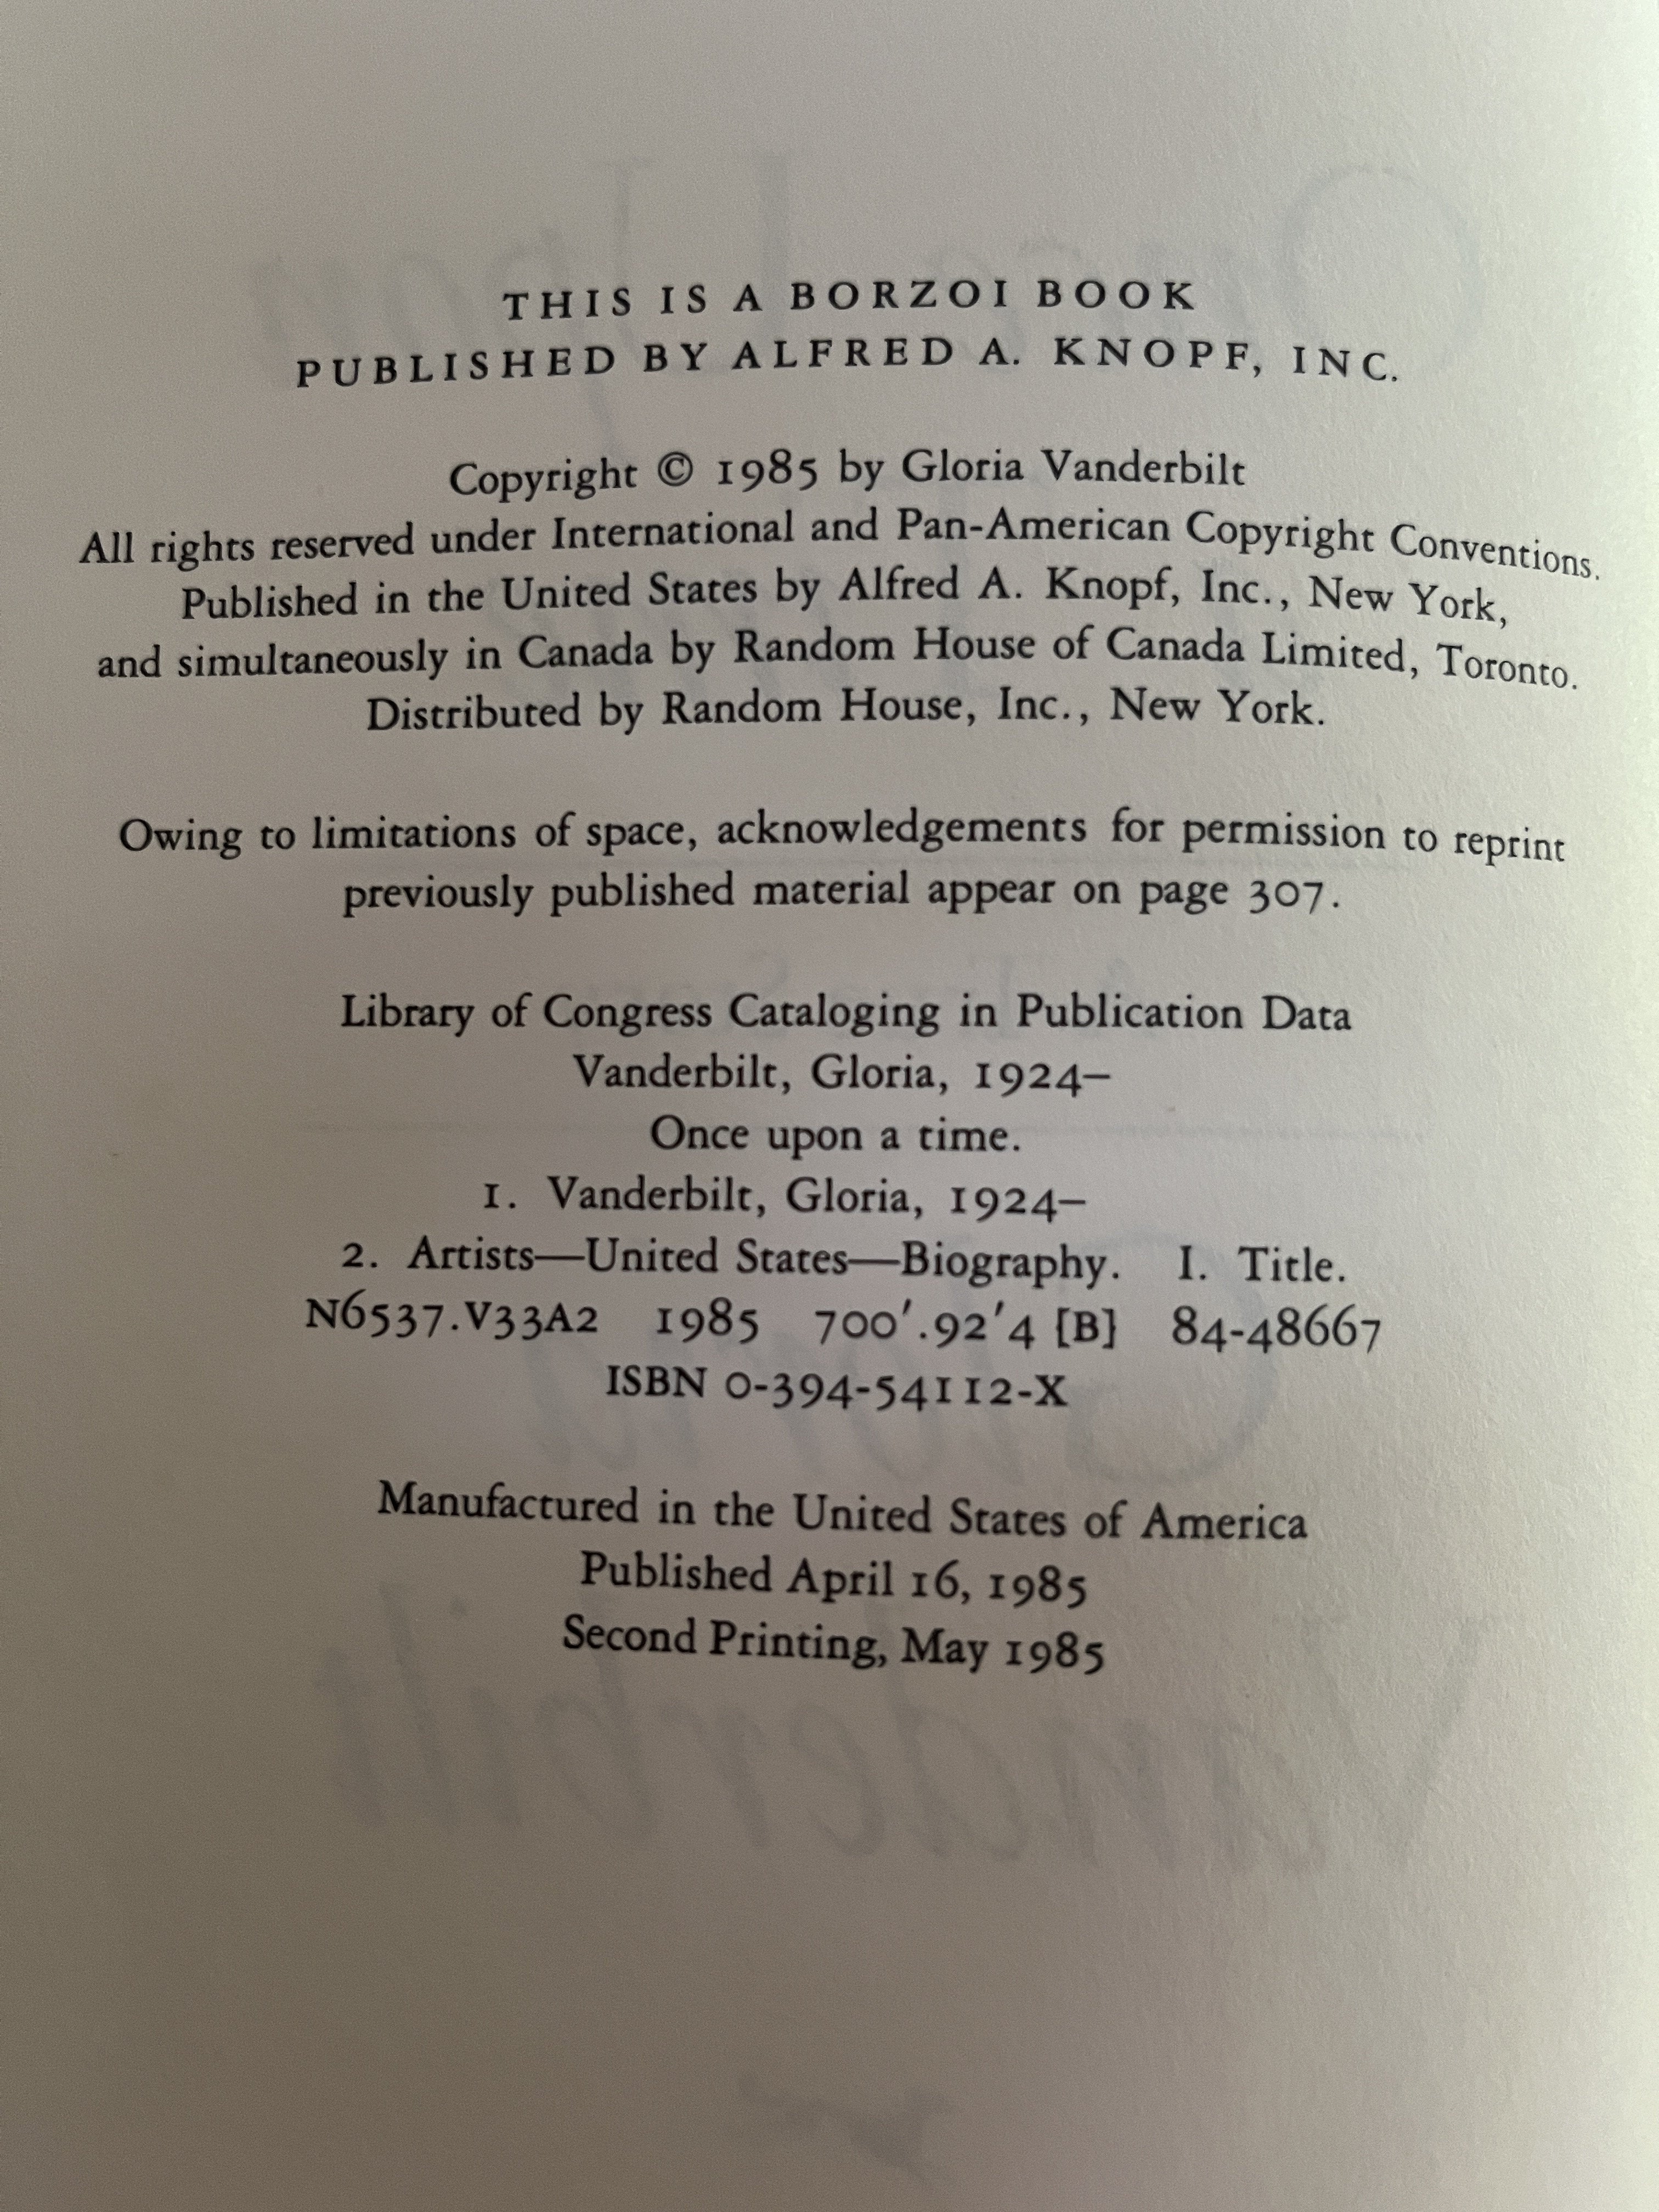 THIS IS A BORZOI BOOK
PUBLISHED BY ALFRED A. KNOPF, INC.
Copyright © 1985 by Gloria Vanderbilt
All rights reserved under International and Pan-American Copyright Conventions.
Published in the United States by Alfred A. Knopf, Inc., New York,
and simultaneously in Canada by Random House of Canada Limited, Toronto.
Distributed by Random House, Inc., New York.
Owing to limitations of space, acknowledgements for permission to reprint
previously published material appear on page 307.
Library of Congress Cataloging in Publication Data
Vanderbilt, Gloria, 1924–
Once upon a time.
1. Vanderbilt, Gloria, 1924–
2. Artists—United States—Biography. I. Title.
N6537.V33A2 1985 700′.92′4 [B] 84-48667
ISBN 0-394-54112-X
Manufactured in the United States of America
Published April 16, 1985
Second Printing, May 1985